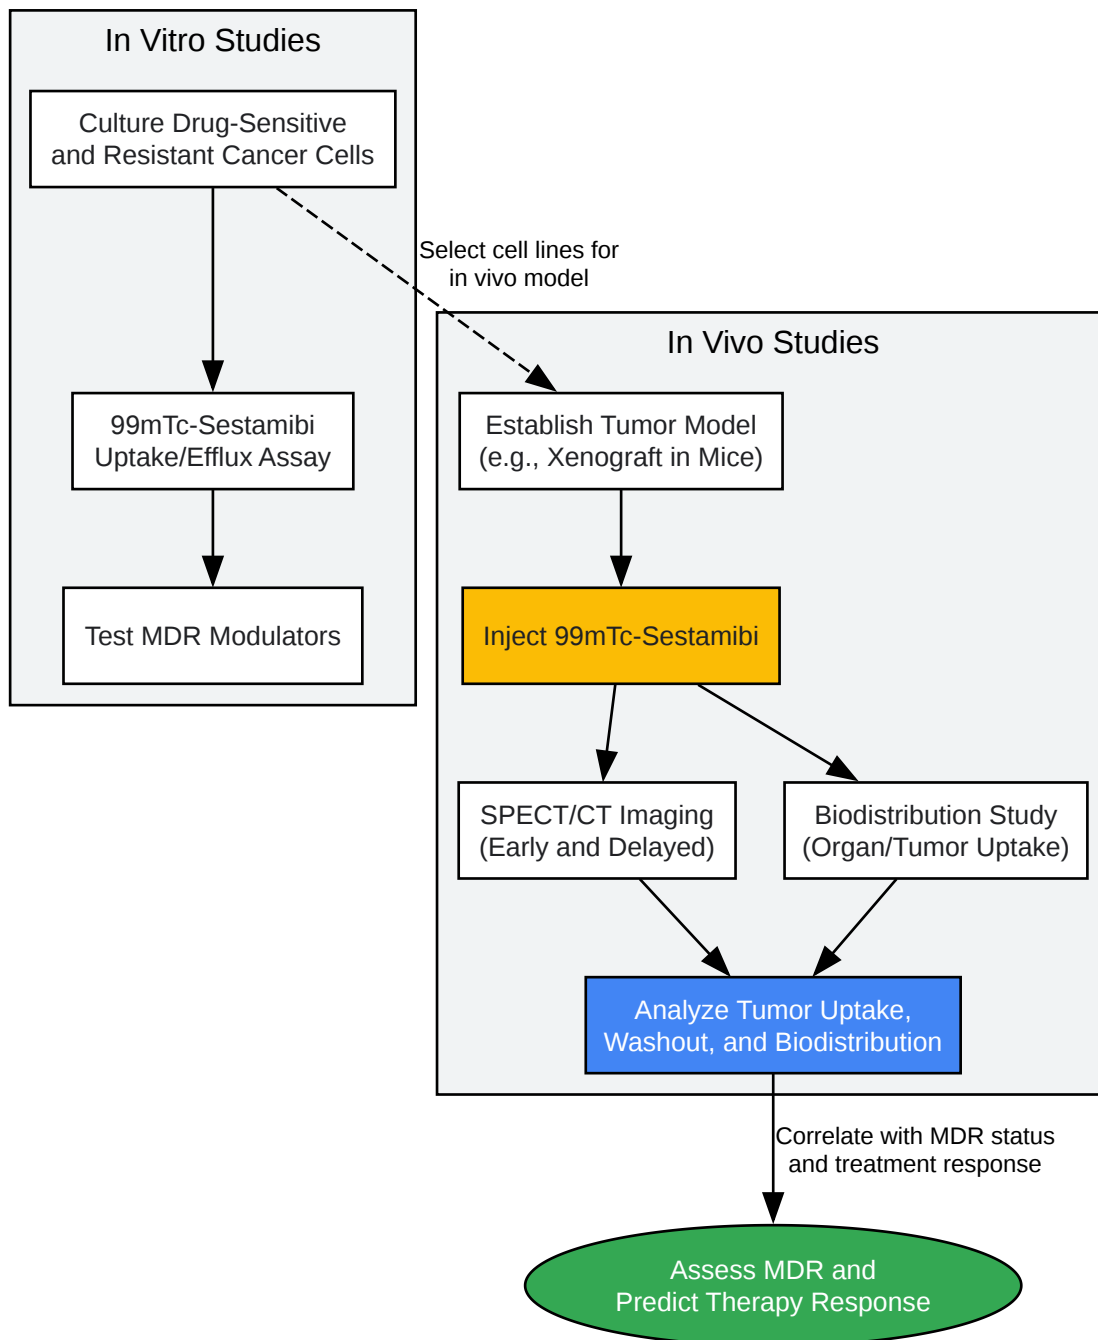 In Vitro Studies
Culture Drug-Sensitive
and Resistant Cancer Cells
Select cell lines for
in vivo model
In Vivo Studies
99mTc-Sestamibi
Uptake/Efflux Assay
Establish Tumor Model
(e.g., Xenograft in Mice)
Test MDR Modulators
Inject 99mTc-Sestamibi
SPECT/CT Imaging
(Early and Delayed)
Biodistribution Study
(Organ/Tumor Uptake)
Analyze Tumor Uptake,
Washout, and Biodistribution
Correlate with MDR status
and treatment response
Assess MDR and
Predict Therapy Response